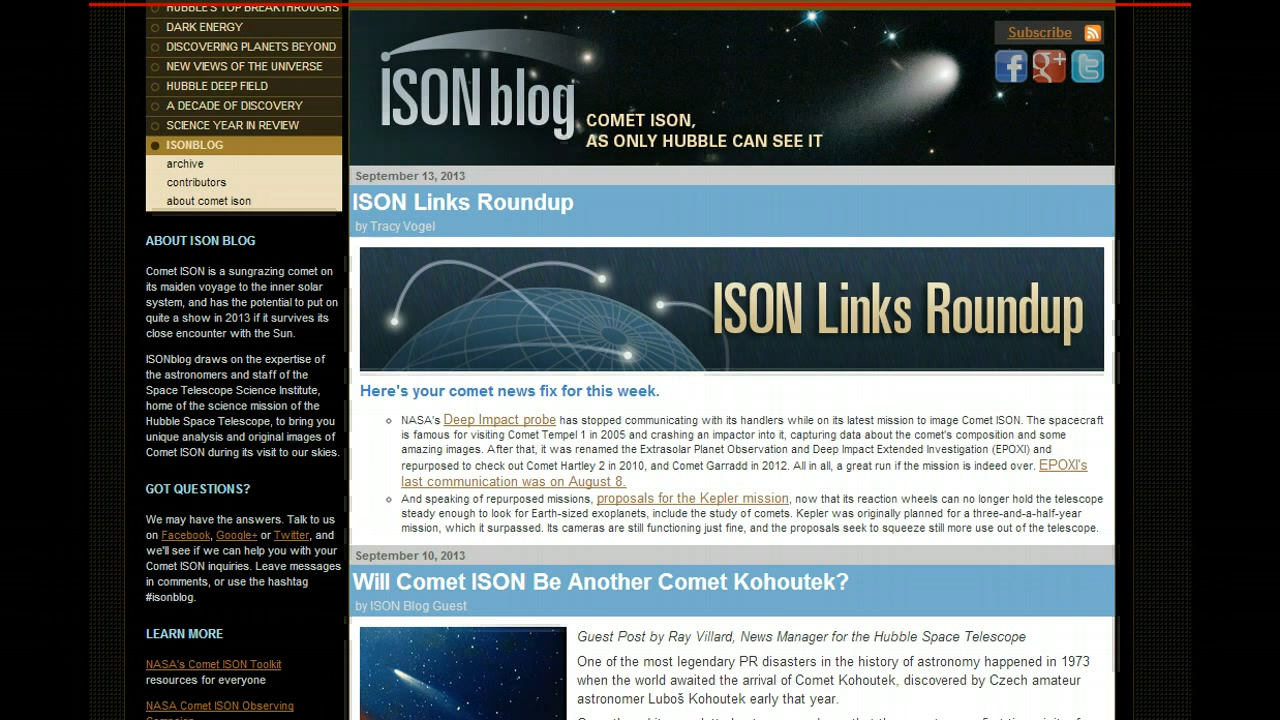 HUBBLE'S TOP BREAKTHROUGHS
DARK ENERGY
DISCOVERING PLANETS BEYOND
NEW VIEWS OF THE UNIVERSE
HUBBLE DEEP FIELD
A DECADE OF DISCOVERY
SCIENCE YEAR IN REVIEW
ISONBLOG
archive
contributors
about comet ison
ABOUT ISON BLOG
Comet ISON is a sungrazing comet on
its maiden voyage to the inner solar
system, and has the potential to put on
quite a show in 2013 if it survives its
close encounter with the Sun.
ISONblog draws on the expertise of
the astronomers and staff of the
Space Telescope Science Institute,
home of the science mission of the
Hubble Space Telescope, to bring you
unique analysis and original images of
Comet ISON during its visit to our skies.
GOT QUESTIONS?
We may have the answers. Talk to us
on Facebook, Google+ or Twitter, and
we'll see if we can help you with your
Comet ISON inquiries. Leave messages
in comments, or use the hashtag
#isonblog.
LEARN MORE
NASA's Comet ISON Toolkit
resources for everyone
NASA Comet ISON Observing
ISON blog
COMET ISON,
AS ONLY HUBBLE CAN SEE IT
Subscribe
September 13, 2013
ISON Links Roundup
by Tracy Vogel
ISON Links Roundup
Here's your comet news fix for this week.
NASA's Deep Impact probe has stopped communicating with its handlers while on its latest mission to image Comet ISON. The spacecraft
is famous for visiting Comet Tempel 1 in 2005 and crashing an impactor into it, capturing data about the comet's composition and some
amazing images. After that, it was renamed the Extrasolar Planet Observation and Deep Impact Extended Investigation (EPOXI) and
repurposed to check out Comet Hartley 2 in 2010, and Comet Garradd in 2012. All in all, a great run if the mission is indeed over. EPOXI's
last communication was on August 8.
And speaking of repurposed missions, proposals for the Kepler mission, now that its reaction wheels can no longer hold the telescope
steady enough to look for Earth-sized exoplanets, include the study of comets. Kepler was originally planned for a three-and-a-half-year
mission, which it surpassed. Its cameras are still functioning just fine, and the proposals seek to squeeze still more use out of the telescope.
September 10, 2013
Will Comet ISON Be Another Comet Kohoutek?
by ISON Blog Guest
Guest Post by Ray Villard, News Manager for the Hubble Space Telescope
One of the most legendary PR disasters in the history of astronomy happened in 1973
when the world awaited the arrival of Comet Kohoutek, discovered by Czech amateur
astronomer Luboš Kohoutek early that year.